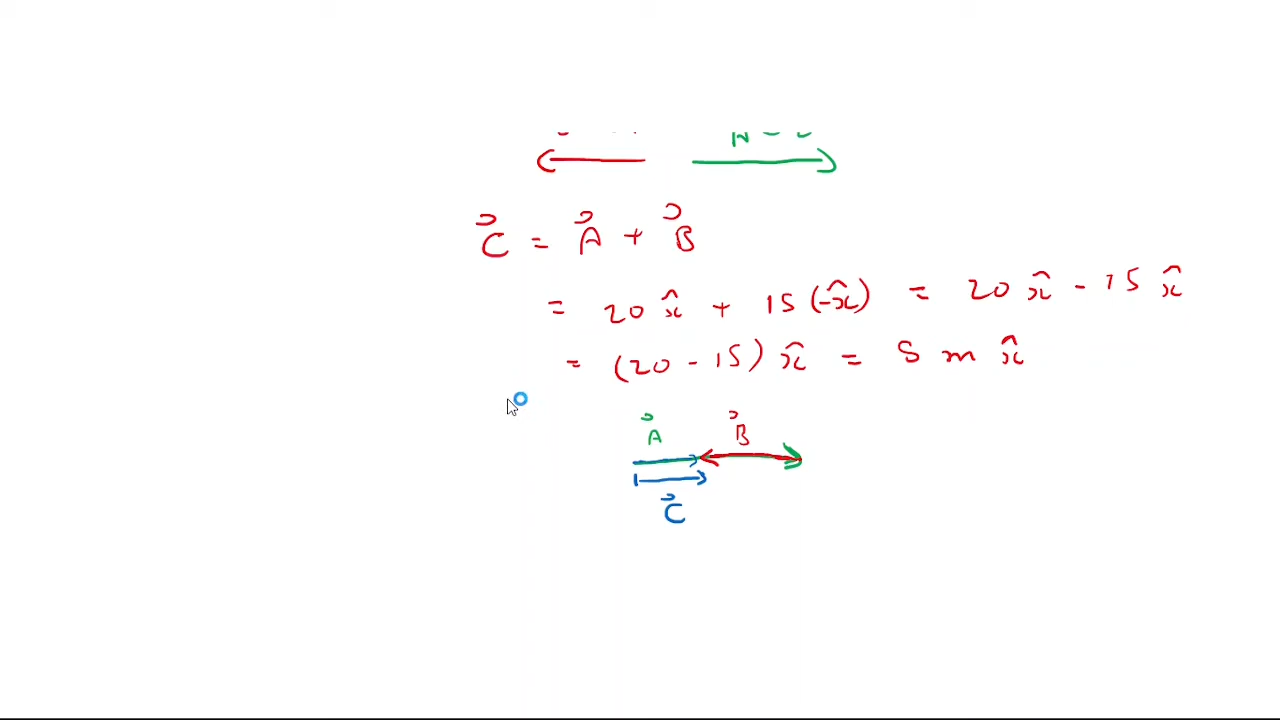 C⃗ = A⃗ + B⃗
= 20 x̂ + 15 (-x̂) = 20 x̂ - 15 x̂
= (20 - 15) x̂ = 5 m x̂
A⃗ B⃗
C⃗